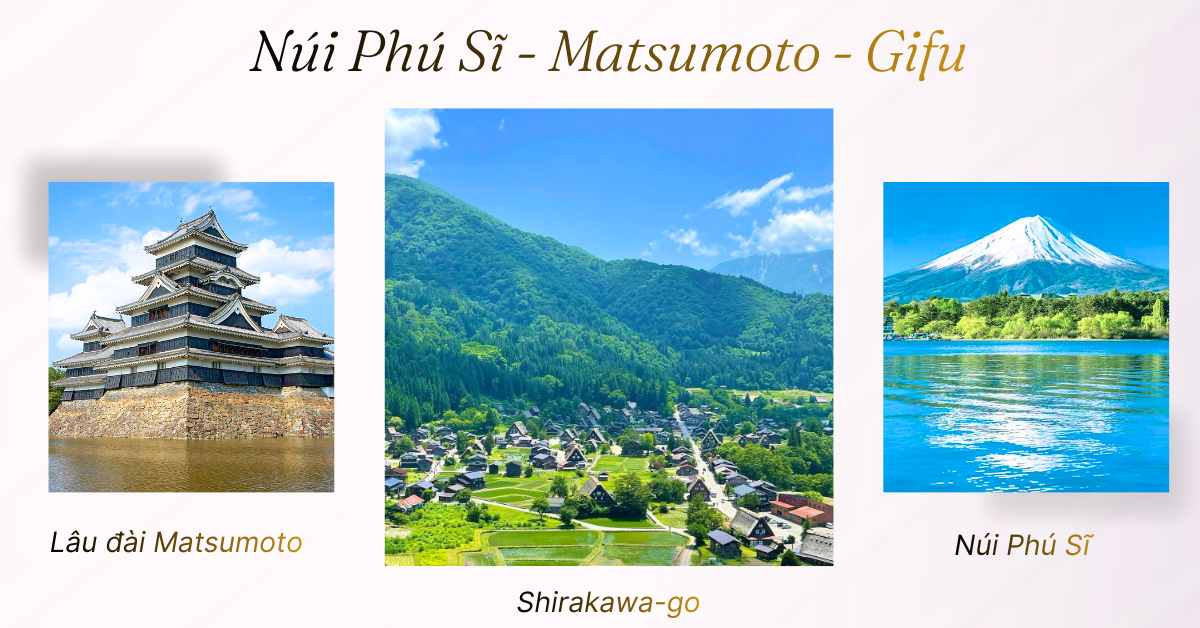 Núi Phú Sĩ - Matsumoto - Gifu
Lâu đài Matsumoto
Shirakawa-go
Núi Phú Sĩ